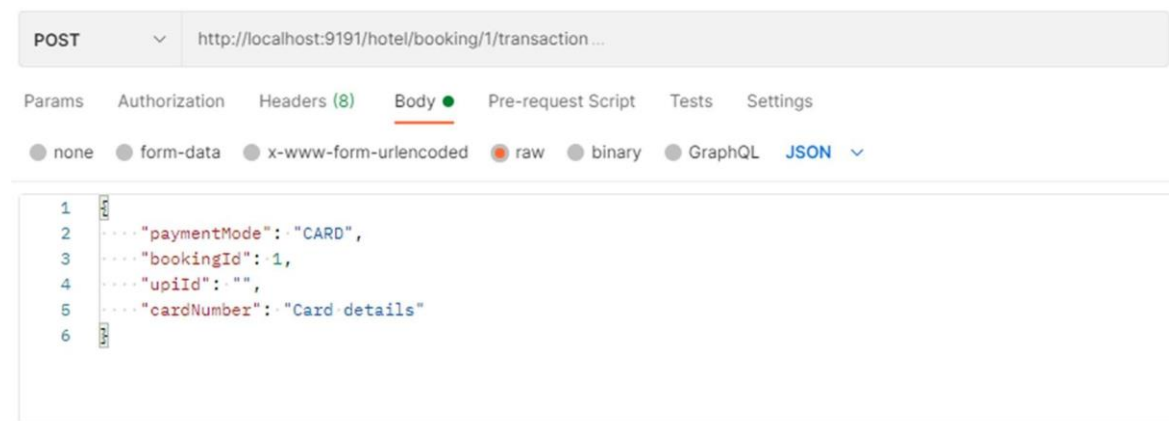 POST http://localhost:9191/hotel/booking/1/transaction ...
Params Authorization Headers (8) Body Pre-request Script Tests Settings
none form-data x-www-form-urlencoded raw binary GraphQL JSON
1 {
2 "paymentMode": "CARD",
3 "bookingId": 1,
4 "upiId": "",
5 "cardNumber": "Card details"
6 }